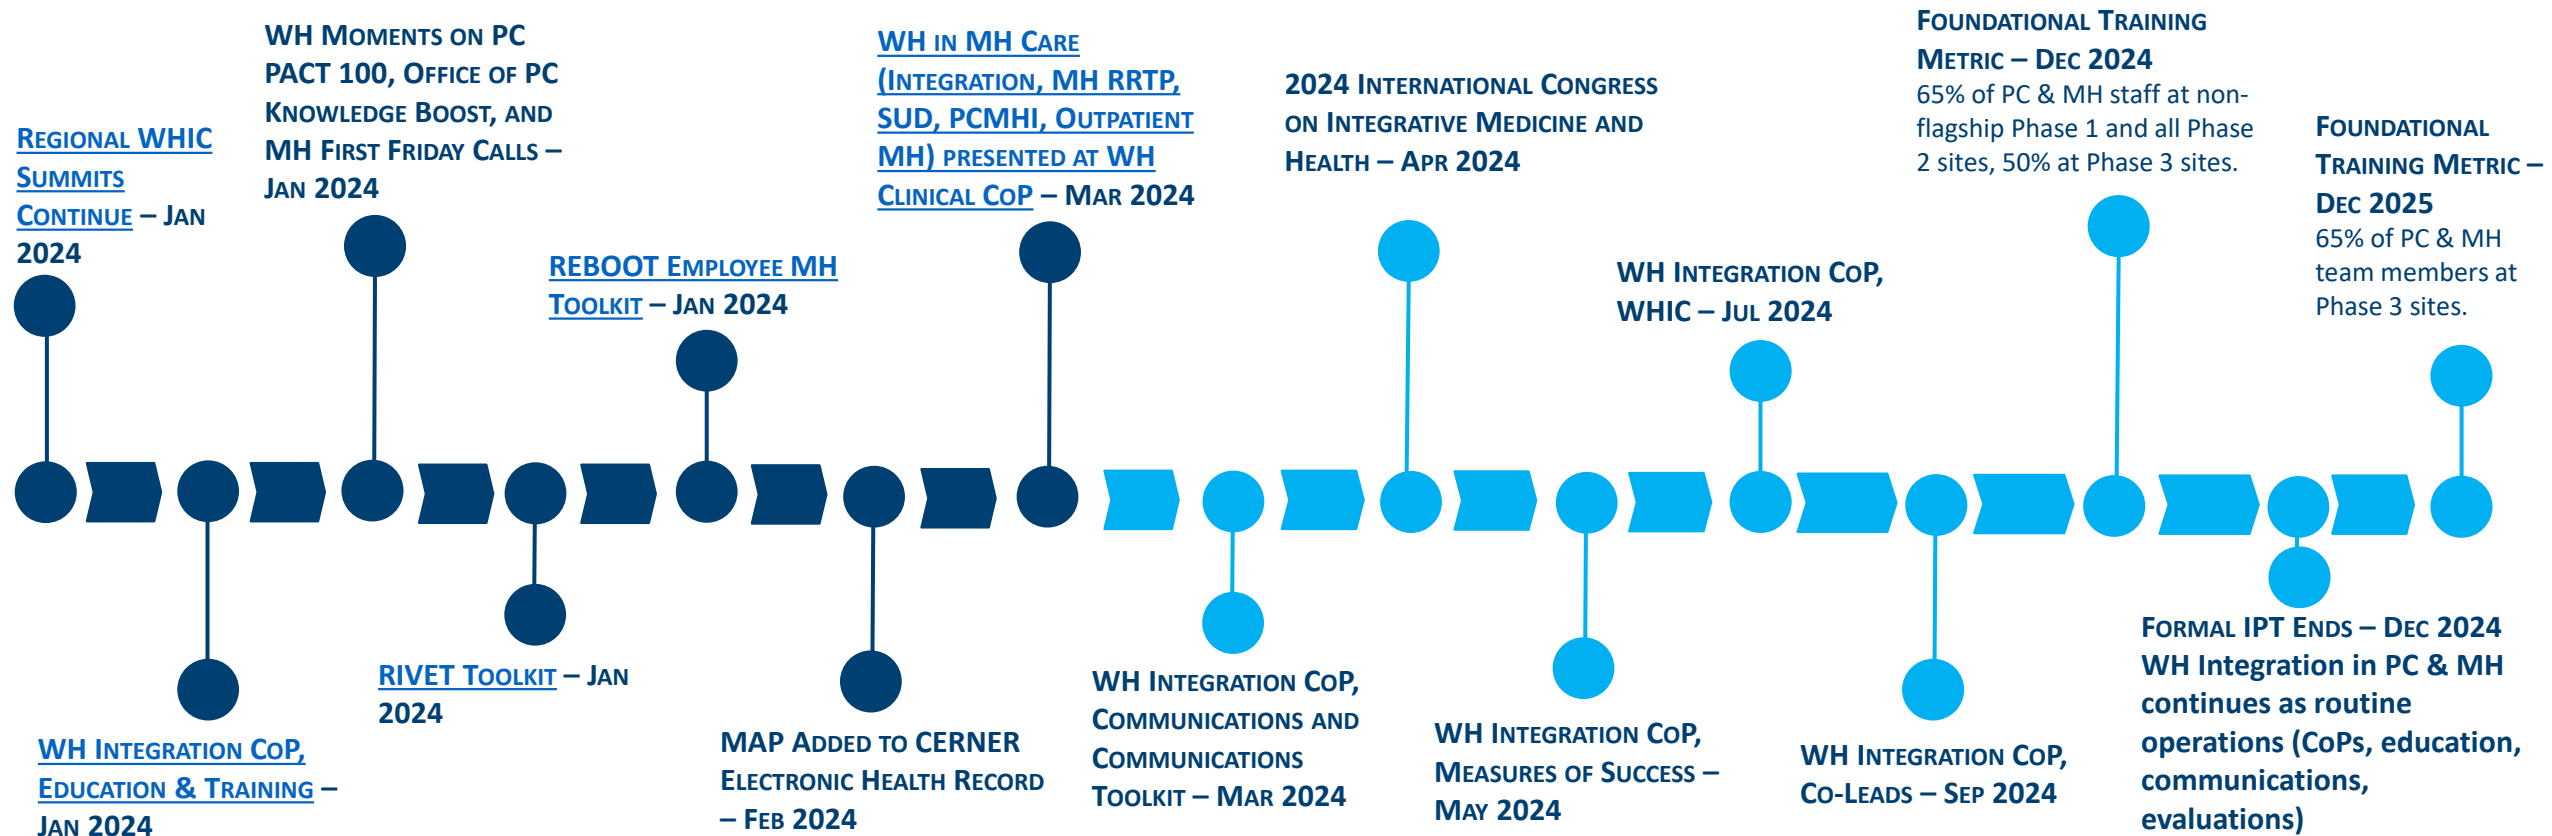 REGIONAL WHIC
SUMMITS
CONTINUE – JAN
2024
WH INTEGRATION COP,
EDUCATION & TRAINING –
JAN 2024
WH MOMENTS ON PC
PACT 100, OFFICE OF PC
KNOWLEDGE BOOST, AND
MH FIRST FRIDAY CALLS –
JAN 2024
RIVET TOOLKIT – JAN
2024
REBOOT EMPLOYEE MH
TOOLKIT – JAN 2024
MAP ADDED TO CERNER
ELECTRONIC HEALTH RECORD
– FEB 2024
WH IN MH CARE
(INTEGRATION, MH RRTP,
SUD, PCMHI, OUTPATIENT
MH) PRESENTED AT WH
CLINICAL COP – MAR 2024
WH INTEGRATION COP,
COMMUNICATIONS AND
COMMUNICATIONS
TOOLKIT – MAR 2024
2024 INTERNATIONAL CONGRESS
ON INTEGRATIVE MEDICINE AND
HEALTH – APR 2024
WH INTEGRATION COP,
MEASURES OF SUCCESS –
MAY 2024
WH INTEGRATION COP,
WHIC – JUL 2024
WH INTEGRATION COP,
CO-LEADS – SEP 2024
FOUNDATIONAL TRAINING
METRIC – DEC 2024
65% of PC & MH staff at non-
flagship Phase 1 and all Phase
2 sites, 50% at Phase 3 sites.
FORMAL IPT ENDS – DEC 2024
WH Integration in PC & MH
continues as routine
operations (CoPs, education,
communications,
evaluations)
FOUNDATIONAL
TRAINING METRIC –
DEC 2025
65% of PC & MH
team members at
Phase 3 sites.